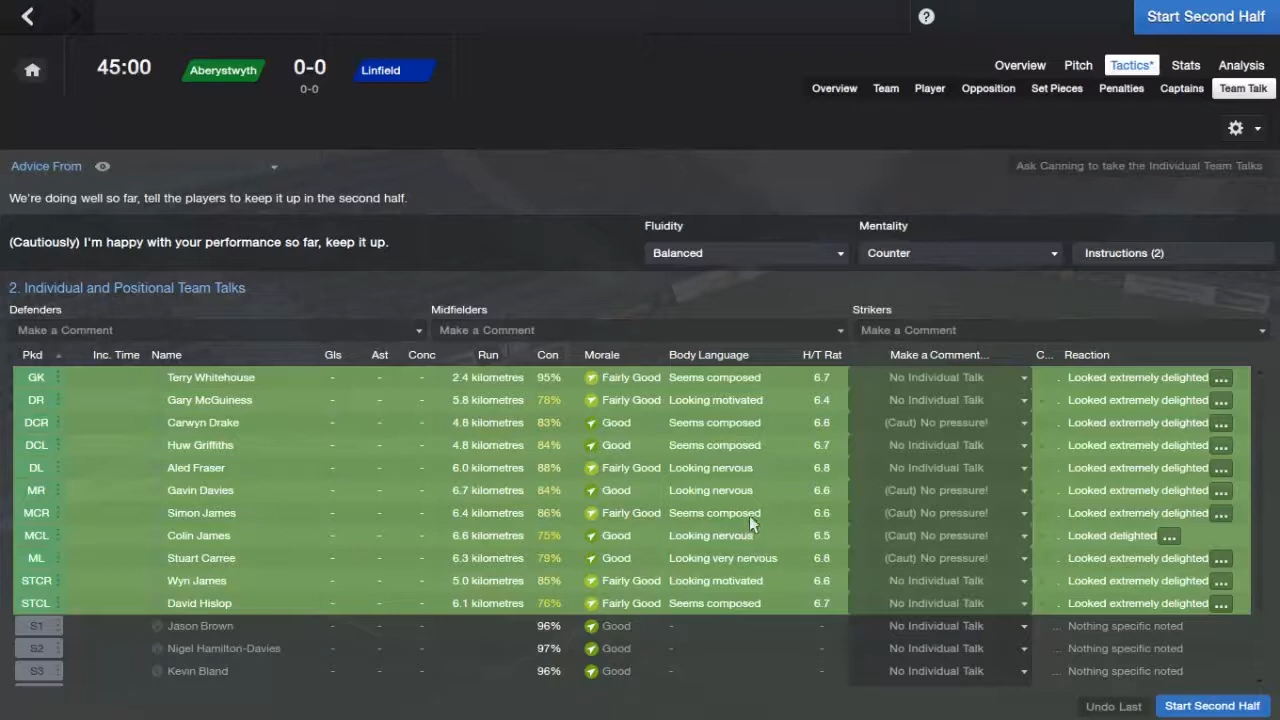 Start Second Half
45:00 Aberystwyth 0-0 Linfield
0-0
Overview Pitch Tactics* Stats Analysis
Overview Team Player Opposition Set Pieces Penalties Captains Team Talk
Advice From
Ask Canning to take the Individual Team Talks
We're doing well so far, tell the players to keep it up in the second half.
Fluidity Mentality
(Cautiously) I'm happy with your performance so far, keep it up.
Balanced Counter Instructions (2)
2. Individual and Positional Team Talks
Defenders Midfielders Strikers
Make a Comment Make a Comment Make a Comment
Pkd Inc. Time Name Gls Ast Conc Run Con Morale Body Language H/T Rat Make a Comment... C... Reaction
GK Terry Whitehouse - - - 2.4 kilometres 95% Fairly Good Seems composed 6.7 No Individual Talk . Looked extremely delighted ...
DR Gary McGuiness - - - 5.8 kilometres 78% Fairly Good Looking motivated 6.4 No Individual Talk . Looked extremely delighted ...
DCR Carwyn Drake - - - 4.8 kilometres 83% Good Seems composed 6.6 (Caut) No pressure! . Looked extremely delighted ...
DCL Huw Griffiths - - - 4.8 kilometres 84% Good Seems composed 6.7 No Individual Talk . Looked extremely delighted ...
DL Aled Fraser - - - 6.0 kilometres 88% Fairly Good Looking nervous 6.8 No Individual Talk . Looked extremely delighted ...
MR Gavin Davies - - - 6.7 kilometres 84% Good Looking nervous 6.6 (Caut) No pressure! . Looked extremely delighted ...
MCR Simon James - - - 6.4 kilometres 86% Fairly Good Seems composed 6.6 (Caut) No pressure! . Looked extremely delighted ...
MCL Colin James - - - 6.6 kilometres 75% Good Looking nervous 6.5 (Caut) No pressure! . Looked delighted ...
ML Stuart Carree - - - 6.3 kilometres 79% Good Looking very nervous 6.8 (Caut) No pressure! . Looked extremely delighted ...
STCR Wyn James - - - 5.0 kilometres 85% Fairly Good Looking motivated 6.6 No Individual Talk . Looked extremely delighted ...
STCL David Hislop - - - 6.1 kilometres 76% Fairly Good Seems composed 6.7 No Individual Talk . Looked extremely delighted ...
S1 Jason Brown - - - 96% Good - - No Individual Talk ... Nothing specific noted
S2 Nigel Hamilton-Davies - - - 97% Good - - No Individual Talk ... Nothing specific noted
S3 Kevin Bland - - - 96% Good - - No Individual Talk ... Nothing specific noted
Undo Last Start Second Half